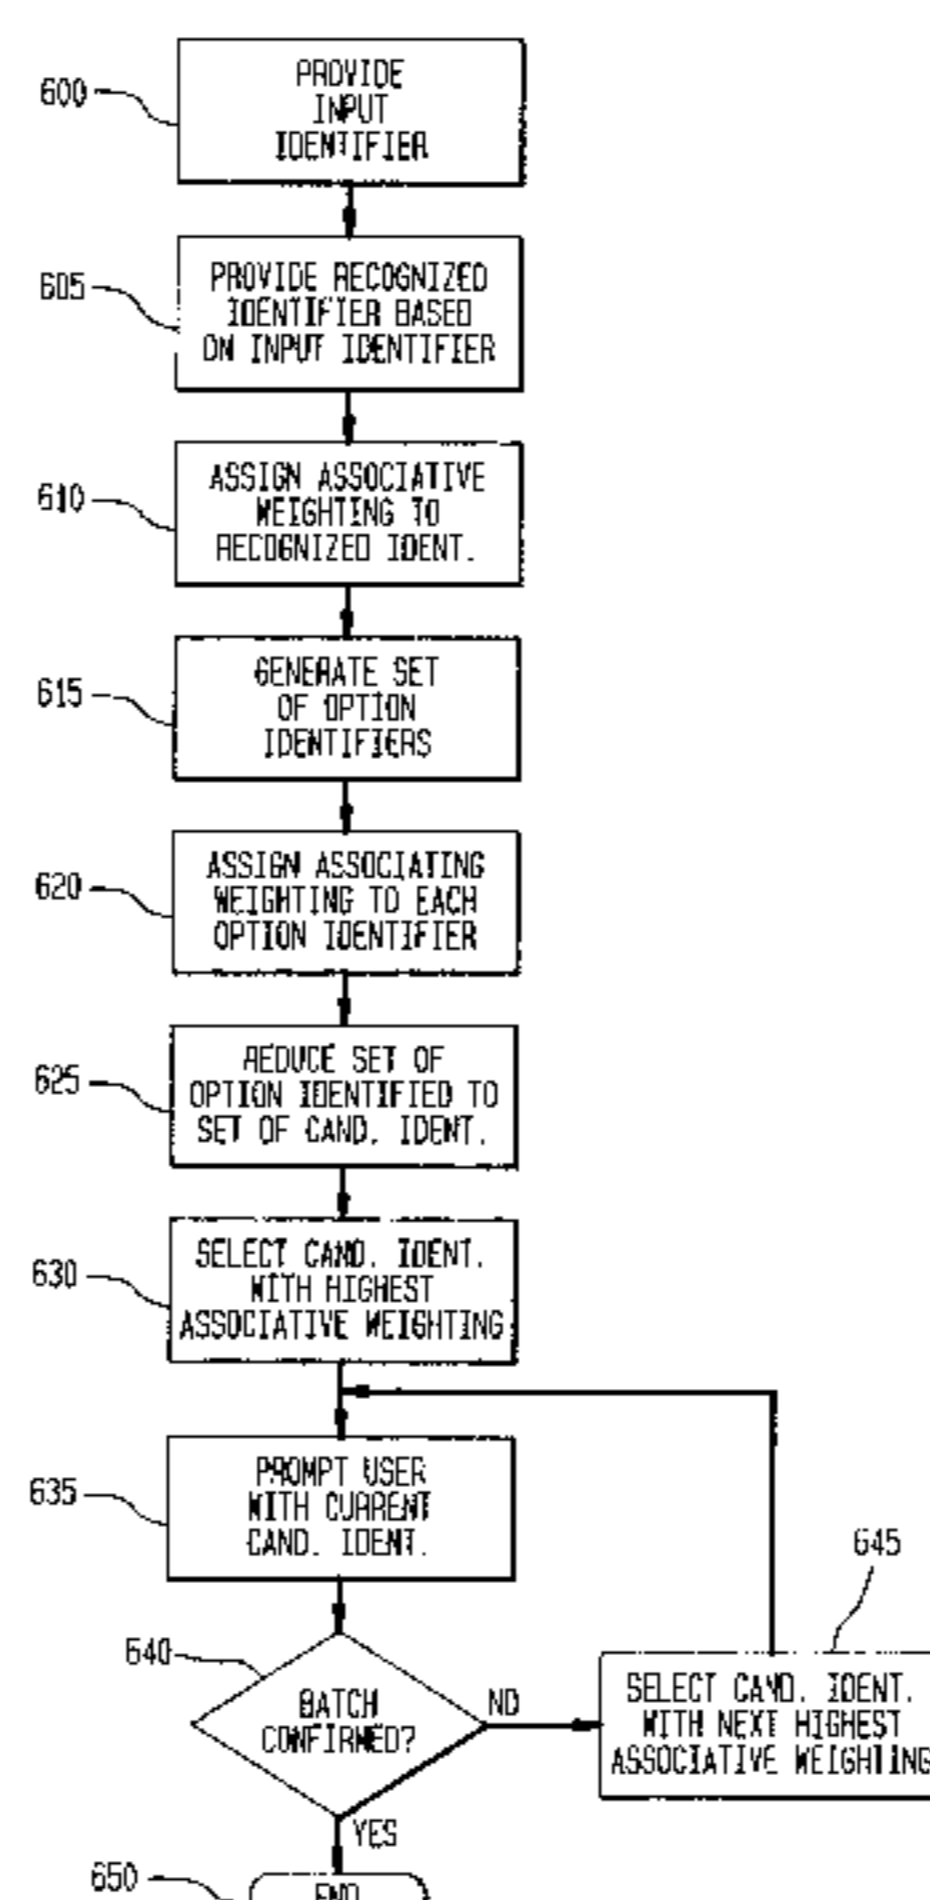 600
PROVIDE
INPUT
IDENTIFIER
605
PROVIDE RECOGNIZED
IDENTIFIER BASED
ON INPUT IDENTIFIER
610
ASSIGN ASSOCIATIVE
WEIGHTING TO
RECOGNIZED IDENT.
615
GENERATE SET
OF OPTION
IDENTIFIERS
620
ASSIGN ASSOCIATING
WEIGHTING TO EACH
OPTION IDENTIFIER
625
REDUCE SET OF
OPTION IDENTIFIED TO
SET OF CAND. IDENT.
630
SELECT CAND. IDENT.
WITH HIGHEST
ASSOCIATIVE WEIGHTING
635
PROMPT USER
WITH CURRENT
CAND. IDENT.
640
BATCH
CONFIRMED?
NO
645
SELECT CAND. IDENT.
WITH NEXT HIGHEST
ASSOCIATIVE WEIGHTING
YES
650
END